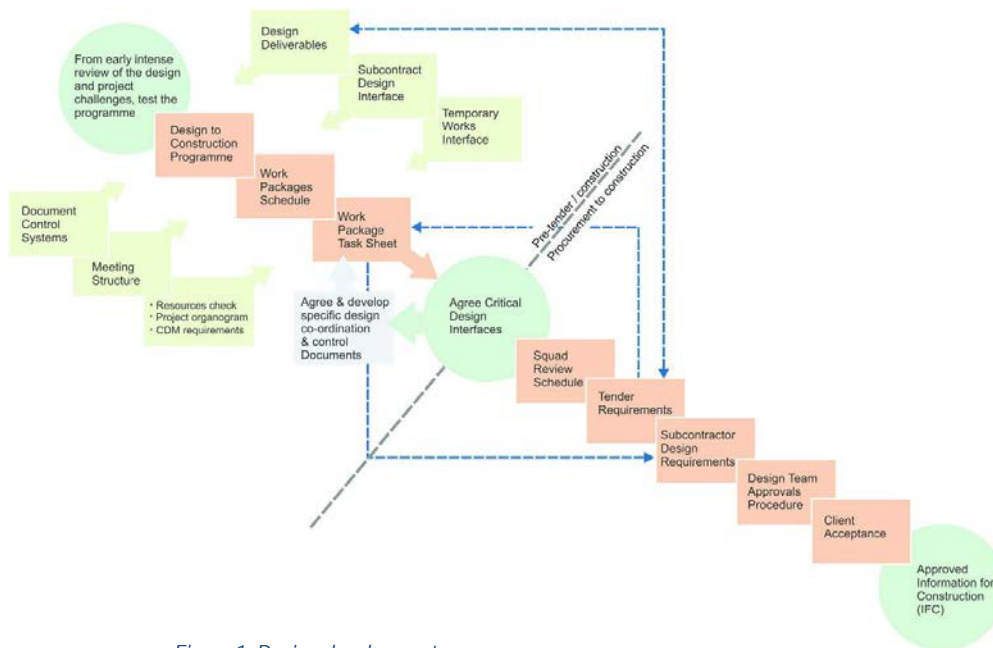 From early intense
review of the design
and project
challenges, test the
programme
Design
Deliverables
Subcontract
Design
Interface
Temporary
Works
Interface
Design to
Construction
Programme
Work
Packages
Schedule
Work
Package
Task Sheet
Document
Control
Systems
Meeting
Structure
· Resources check
· Project organogram
· CDM requirements
Agree & develop
specific design
co-ordination
& control
Documents
Pre-tender / construction
Procurement to construction
Agree Critical
Design
Interfaces
Squad
Review
Schedule
Tender
Requirements
Subcontractor
Design
Requirements
Design Team
Approvals
Procedure
Client
Acceptance
Approved
Information for
Construction
(IFC)